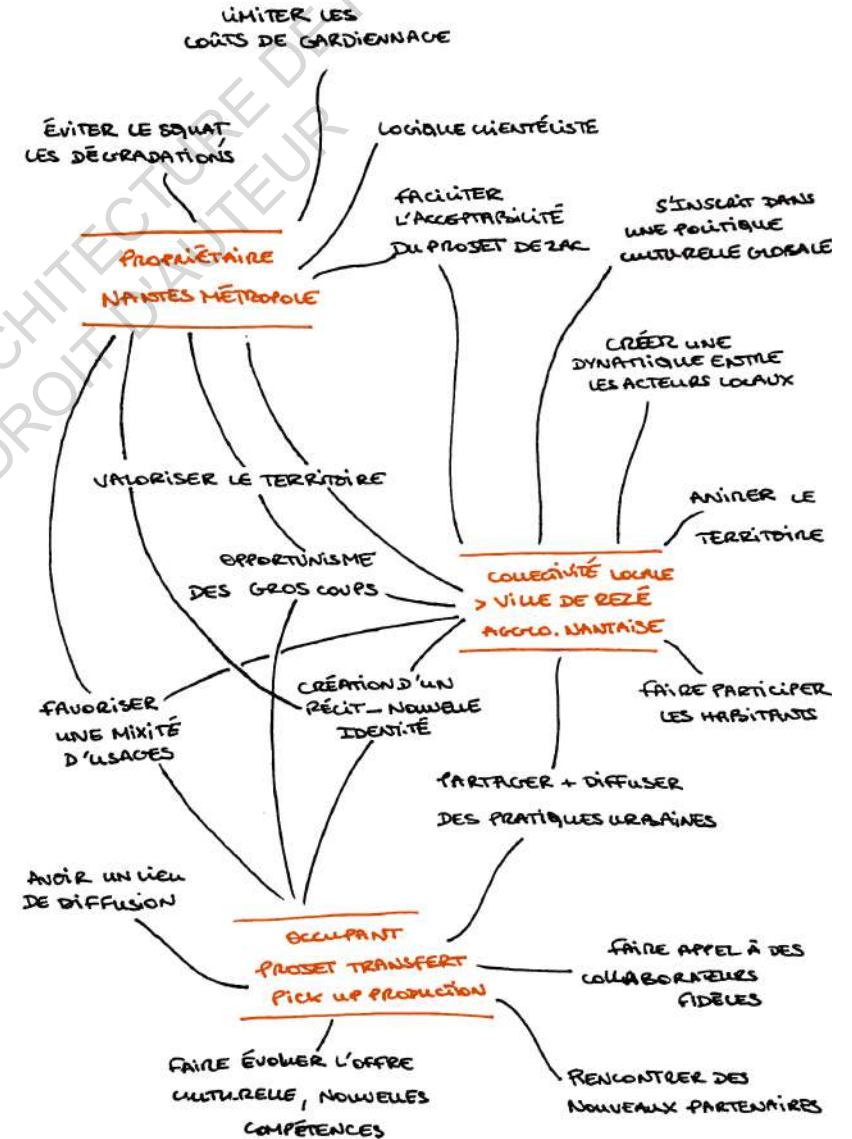 LIMITER LES
COÛTS DE GARDIENNAGE
ÉVITER LE SQUAT
LES DÉGRADATIONS
LOGIQUE CLIENTÉLISTE
FACILITER
L'ACCEPTABILITÉ
DU PROJET DE ZAC
S'INSCRIT DANS
UNE POLITIQUE
CULTURELLE GLOBALE
PROPRIÉTAIRE
NANTES MÉTROPOLE
CRÉER UNE
DYNAMIQUE ENTRE
LES ACTEURS LOCAUX
VALORISER LE TERRITOIRE
ANIMER LE
TERRITOIRE
OPPORTUNISME
DES GROS COUPS
COLLECTIVITÉ LOCALE
> VILLE DE REZÉ
AGGLO. NANTAISE
FAVORISER
UNE MIXITÉ
D'USAGES
CRÉATION D'UN
RÉCIT_NOUVELLE
IDENTITÉ
FAIRE PARTICIPER
LES HABITANTS
PARTAGER + DIFFUSER
DES PRATIQUES URBAINES
AVOIR UN LIEU
DE DIFFUSION
OCCUPANT
PROJET TRANSFERT
PICK UP PRODUCTION
FAIRE APPEL À DES
COLLABORATEURS
FIDÈLES
FAIRE ÉVOLUER L'OFFRE
CULTURELLE, NOUVELLES
COMPÉTENCES
RENCONTRER DES
NOUVEAUX PARTENAIRES
DROIT D'AUTEUR